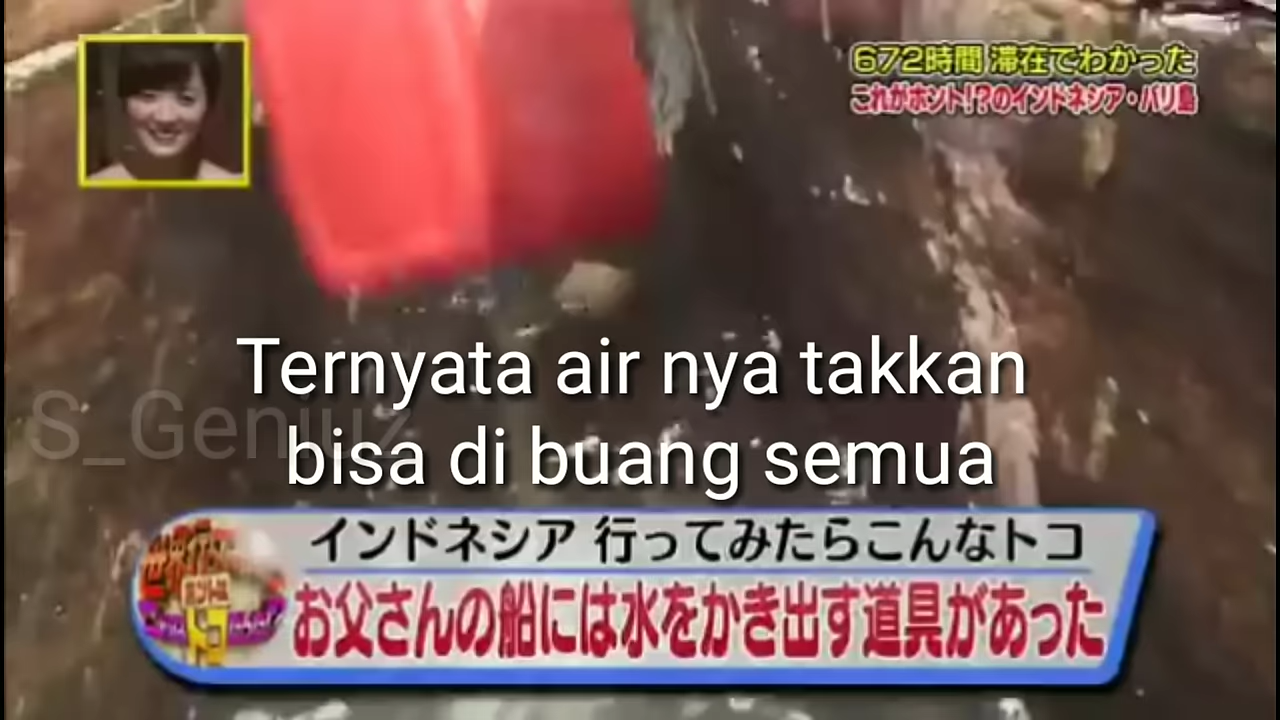 672時間 滞在でわかった
これがホント!?のインドネシア・バリ島
Ternyata air nya takkan
bisa di buang semua
S_Geniuz
インドネシア 行ってみたらこんなトコ
お父さんの船には水をかき出す道具があった